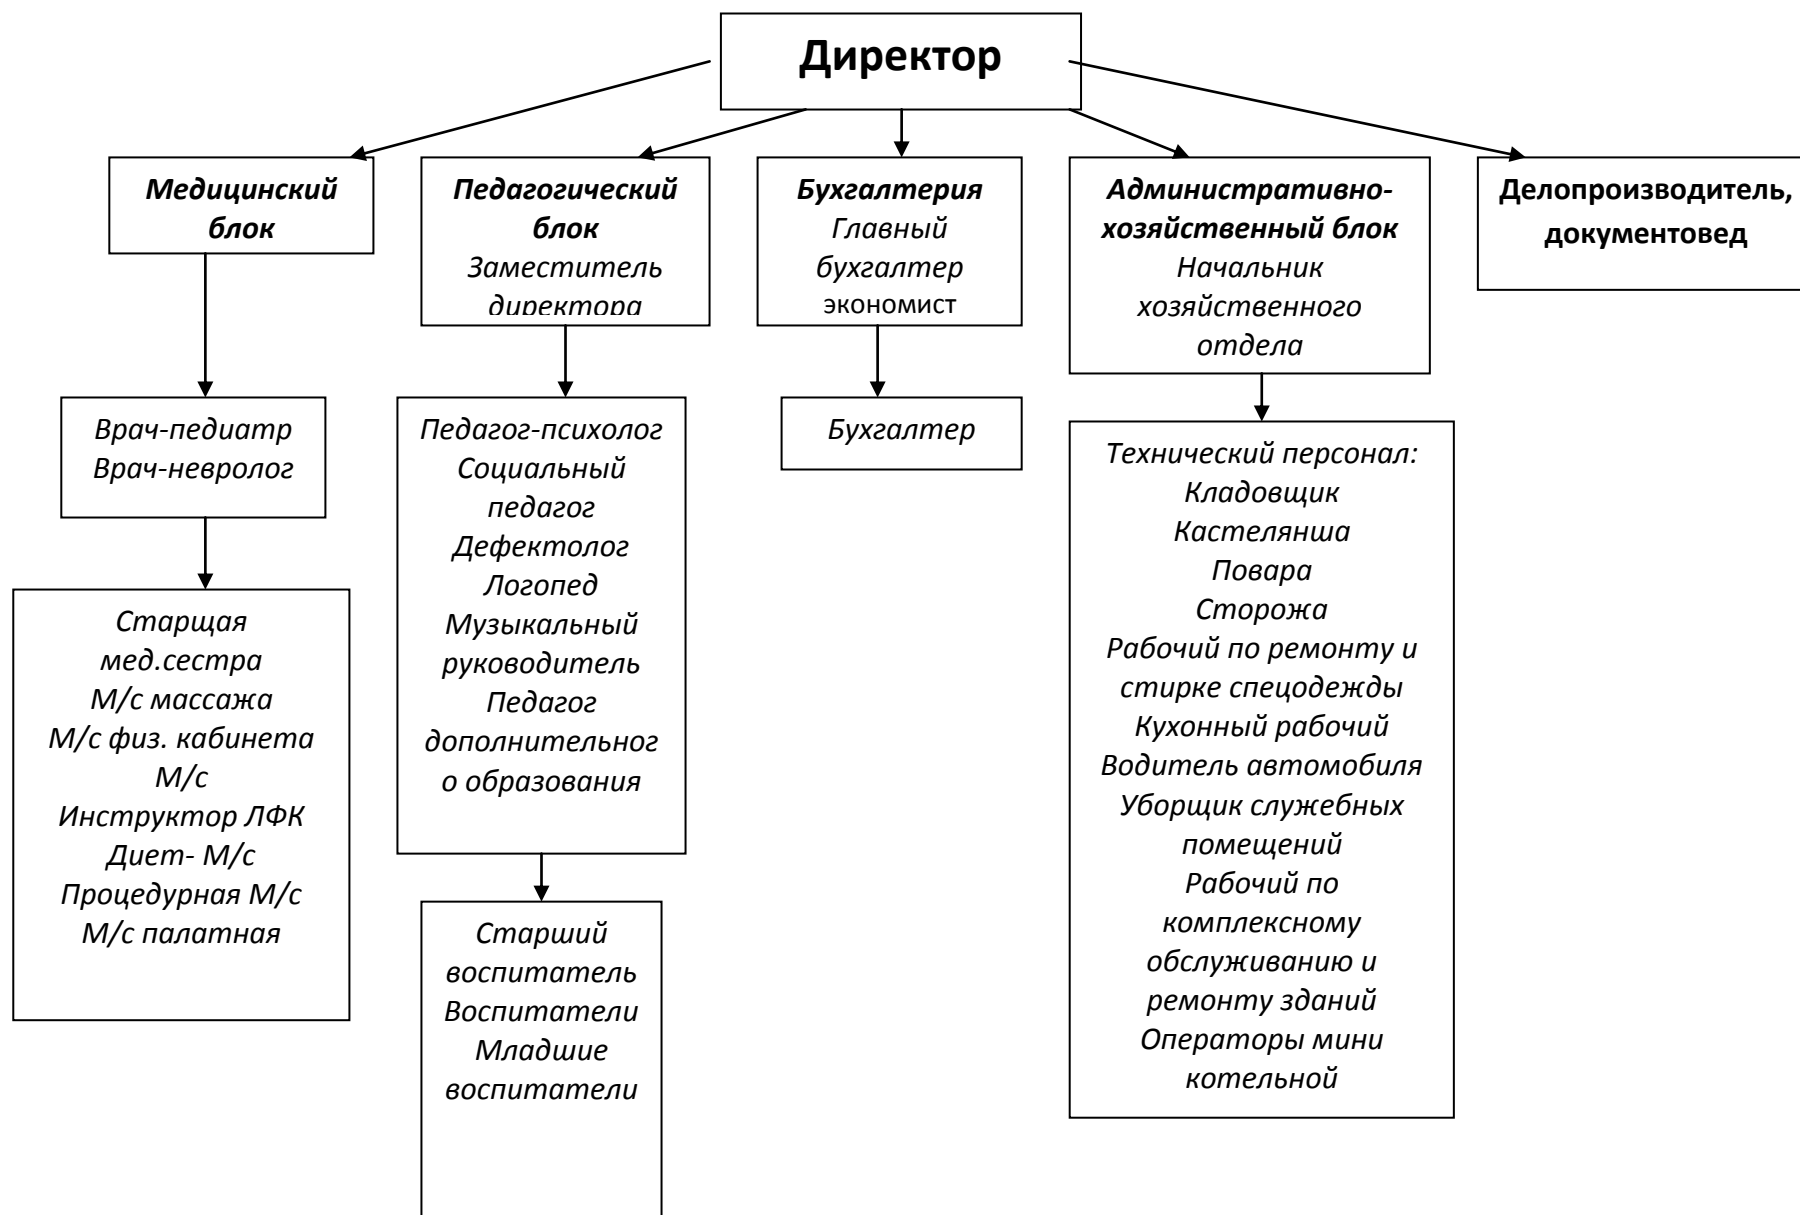 Директор
Медицинский
блок
Педагогический
блок
Заместитель
директора
Бухгалтерия
Главный
бухгалтер
экономист
Административно-
хозяйственный блок
Начальник
хозяйственного
отдела
Делопроизводитель,
документовед
Врач-педиатр
Врач-невролог
Педагог-психолог
Социальный
педагог
Дефектолог
Логопед
Музыкальный
руководитель
Педагог
дополнительног
о образования
Бухгалтер
Технический персонал:
Кладовщик
Кастелянша
Повара
Сторожа
Рабочий по ремонту и
стирке спецодежды
Кухонный рабочий
Водитель автомобиля
Уборщик служебных
помещений
Рабочий по
комплексному
обслуживанию и
ремонту зданий
Операторы мини
котельной
Старщая
мед.сестра
М/с массажа
М/с физ. кабинета
М/с
Инструктор ЛФК
Диет- М/с
Процедурная М/с
М/с палатная
Старший
воспитатель
Воспитатели
Младшие
воспитатели